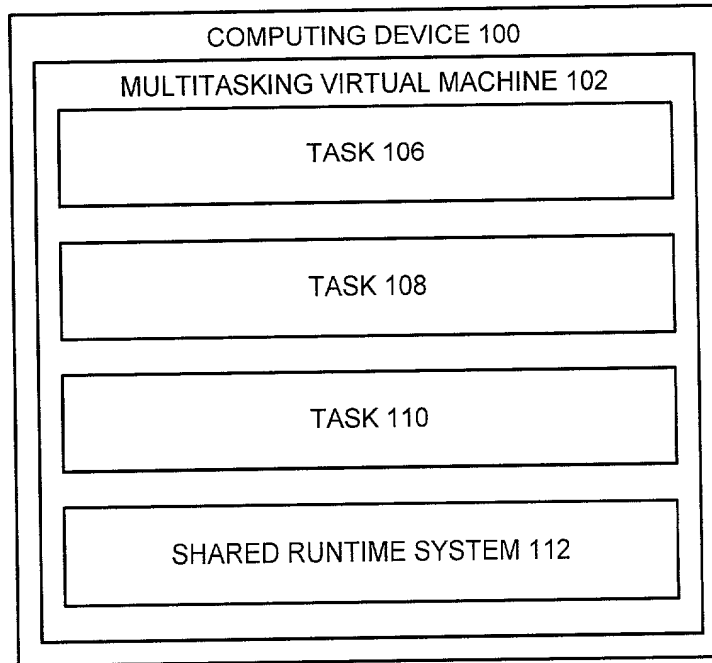 COMPUTING DEVICE 100
MULTITASKING VIRTUAL MACHINE 102
TASK 106
TASK 108
TASK 110
SHARED RUNTIME SYSTEM 112